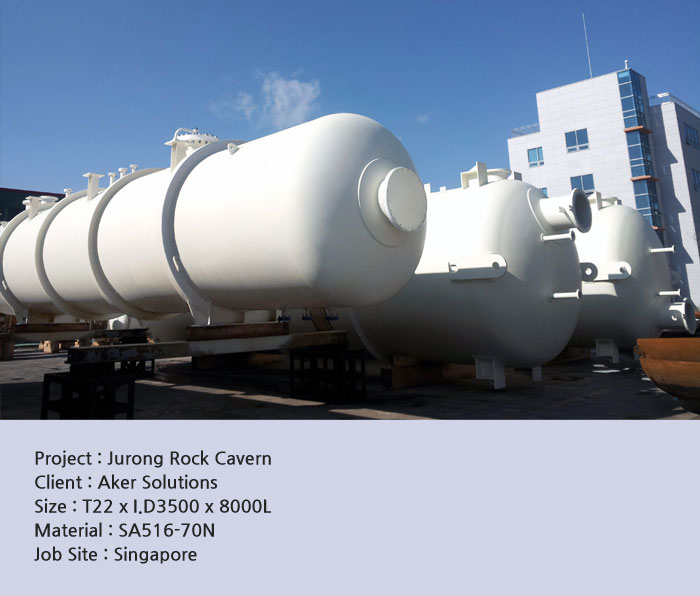 Project : Jurong Rock Cavern
Client : Aker Solutions
Size : T22 x I.D3500 x 8000L
Material : SA516-70N
Job Site : Singapore